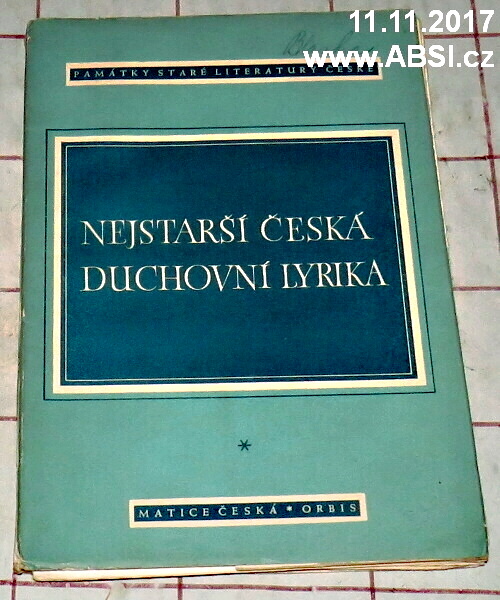 11.11.2017
www.ABSI.cz
PAMÁTKY STARÉ LITERATURY ČESKÉ
NEJSTARŠÍ ČESKÁ
DUCHOVNÍ LYRIKA
*
MATICE ČESKÁ * ORBIS